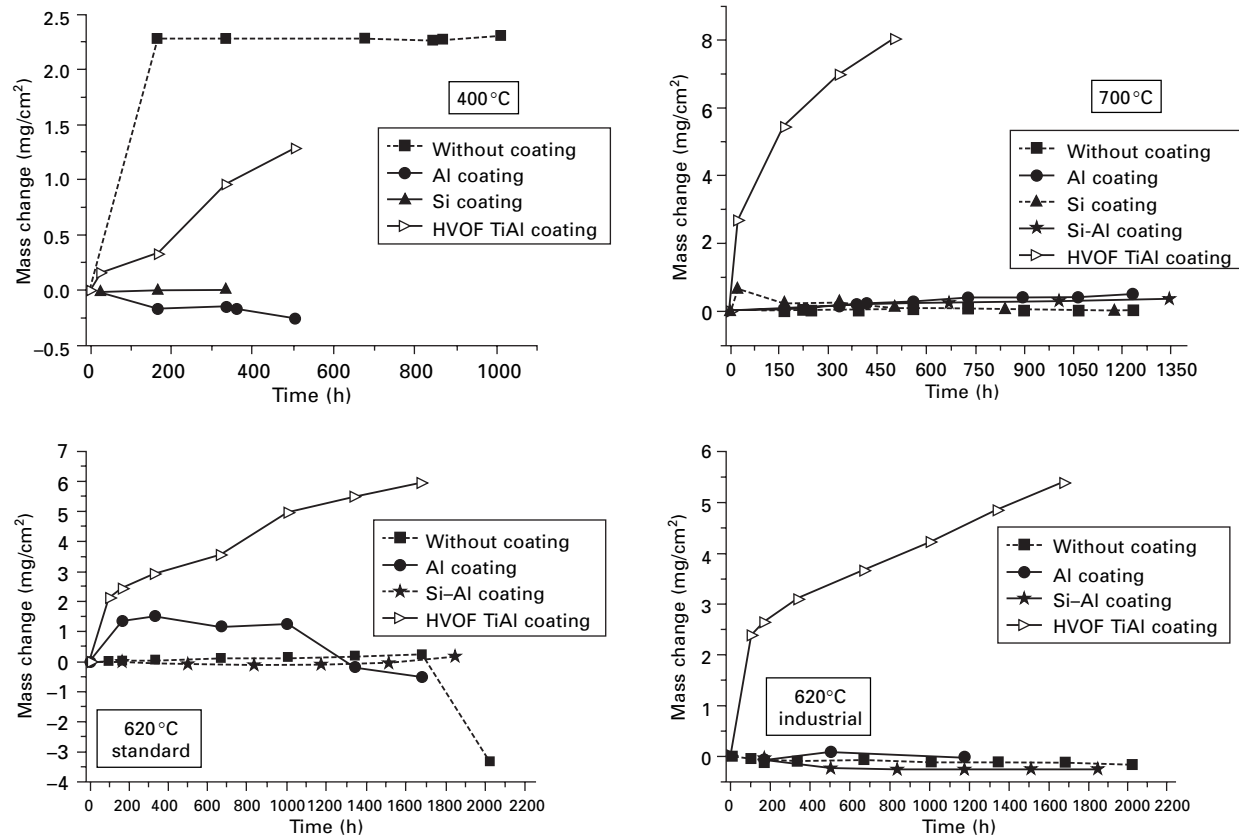 2.5
2.0
1.5
1.0
0.5
0.0
−0.5
Mass change (mg/cm²)
400°C
Without coating
Al coating
Si coating
HVOF TiAl coating
0 200 400 600 800 1000
Time (h)
8
6
4
2
0
Mass change (mg/cm²)
700°C
Without coating
Al coating
Si coating
Si-Al coating
HVOF TiAl coating
0 150 300 450 600 750 900 1050 1200 1350
Time (h)
7
6
5
4
3
2
1
0
−1
−2
−3
−4
Mass change (mg/cm²)
Without coating
Al coating
Si–Al coating
HVOF TiAl coating
620°C
standard
0 200 400 600 800 1000 1200 1400 1600 1800 2000 2200
Time (h)
6
5
4
3
2
1
0
Mass change (mg/cm²)
Without coating
Al coating
Si–Al coating
HVOF TiAl coating
620°C
industrial
0 200 400 600 800 1000 1200 1400 1600 1800 2000 2200
Time (h)